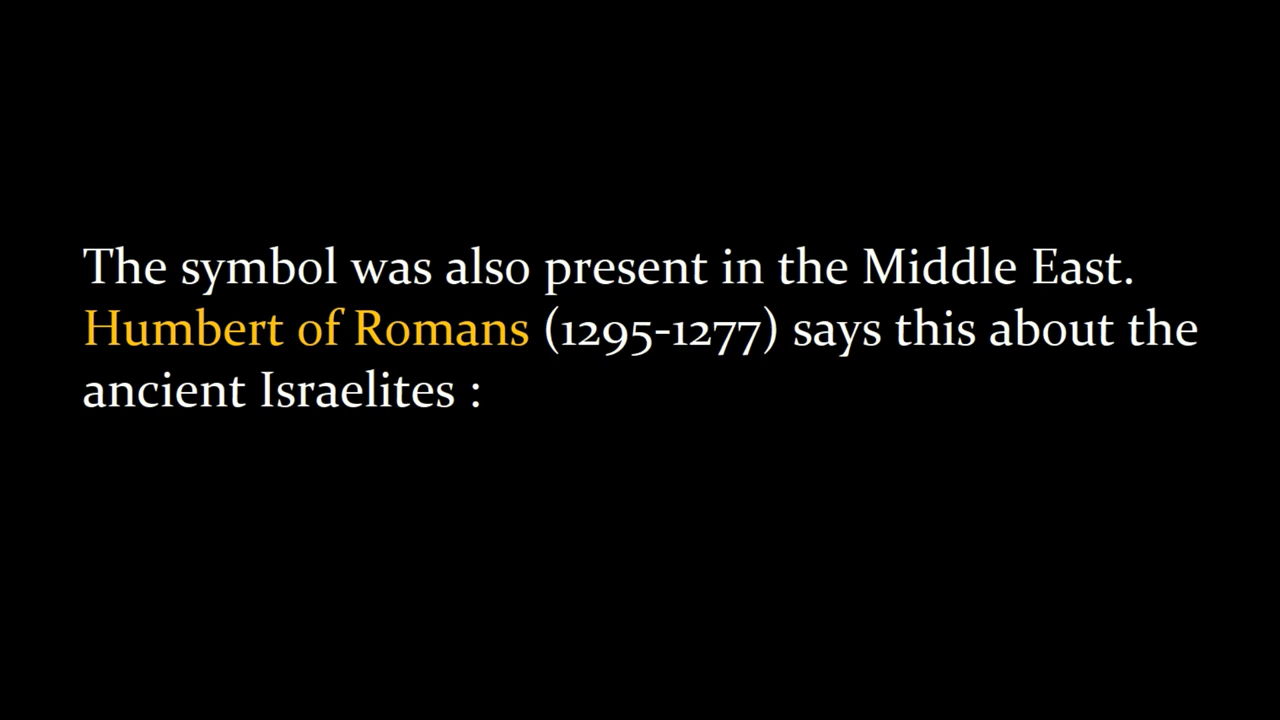 The symbol was also present in the Middle East.
Humbert of Romans (1295-1277) says this about the
ancient Israelites :